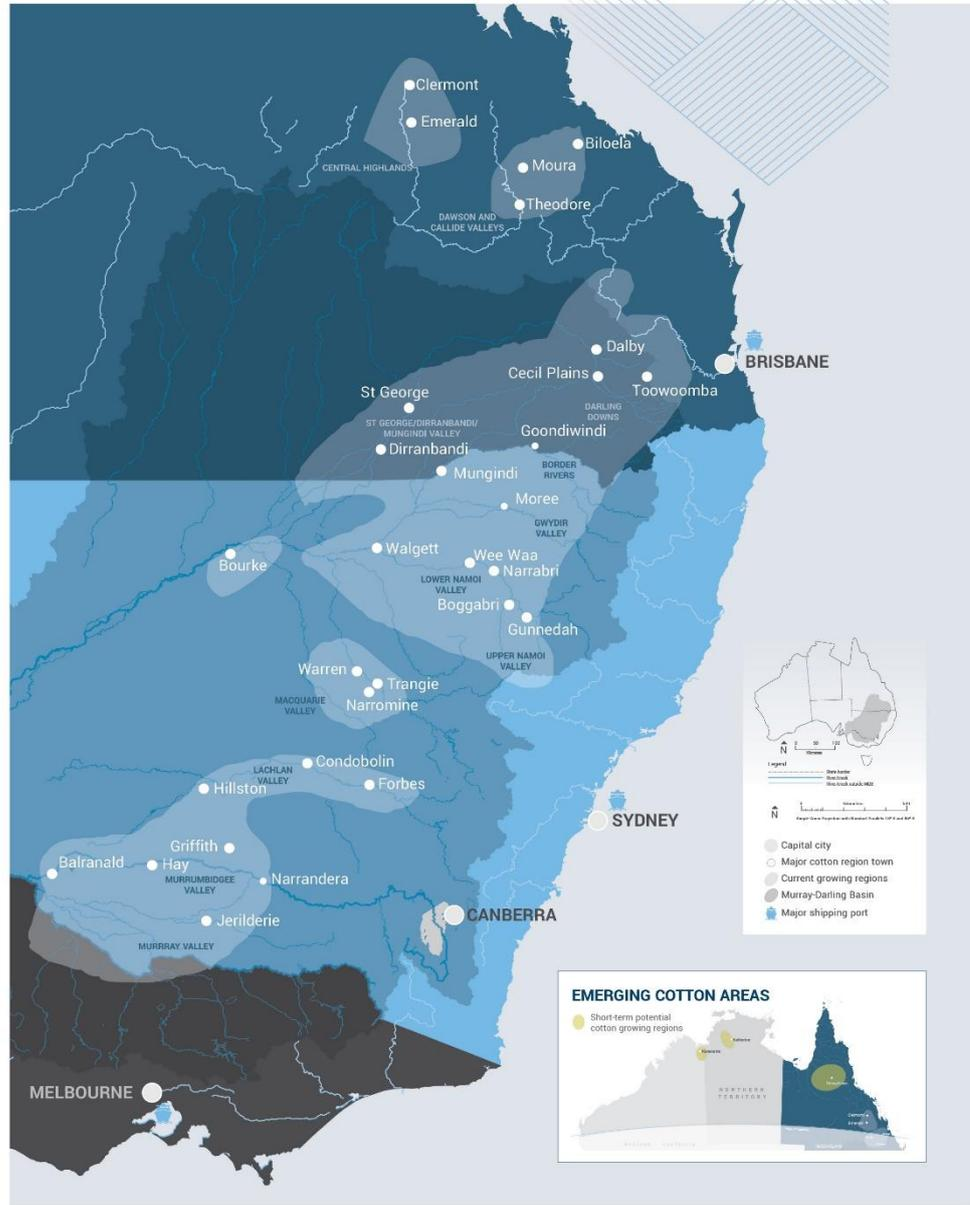 Clermont
Emerald
CENTRAL HIGHLANDS
Biloela
Moura
Theodore
DAWSON AND
CALLIDE VALLEYS
Dalby
BRISBANE
Cecil Plains
Toowoomba
St George
DARLING
DOWNS
ST GEORGE/DIRRANBANDI/
MUNGINDI VALLEY
Goondiwindi
Dirranbandi
Mungindi
BORDER
RIVERS
Moree
GWYDIR
VALLEY
Walgett
Wee Waa
Narrabri
Bourke
LOWER NAMOI
VALLEY
Boggabri
Gunnedah
UPPER NAMOI
VALLEY
Warren
Trangie
Narromine
MACQUARIE
VALLEY
Condobolin
LACHLAN
VALLEY
Forbes
Hillston
SYDNEY
Griffith
Balranald
Hay
MURRUMBIDGEE
VALLEY
Narrandera
Jerilderie
CANBERRA
MURRRAY VALLEY
MELBOURNE
N
Legend
State border
N
Capital city
Major cotton region town
Current growing regions
Murray-Darling Basin
Major shipping port
EMERGING COTTON AREAS
Short-term potential
cotton growing regions
NORTHERN
TERRITORY